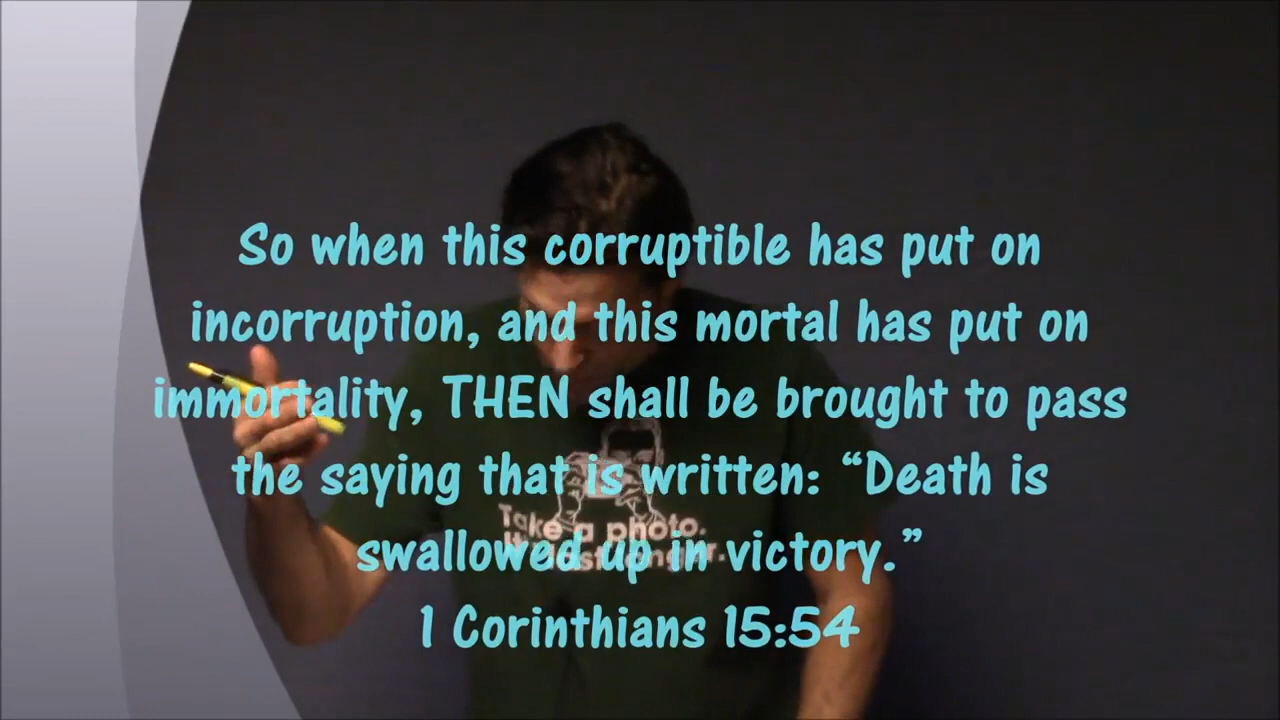 So when this corruptible has put on
incorruption, and this mortal has put on
immortality, THEN shall be brought to pass
the saying that is written: “Death is
swallowed up in victory.”
1 Corinthians 15:54
Take a photo.